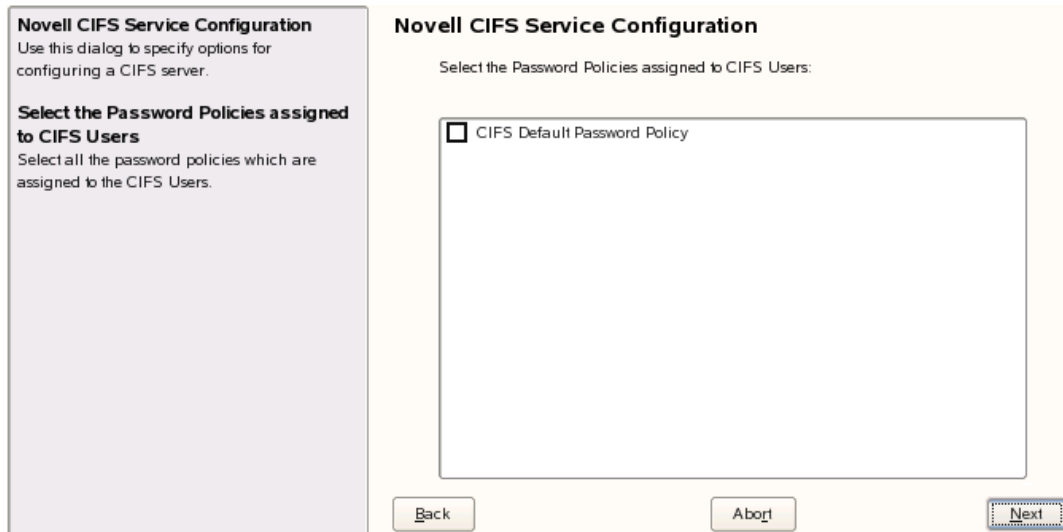 Novell CIFS Service Configuration
Use this dialog to specify options for
configuring a CIFS server.
Select the Password Policies assigned
to CIFS Users
Select all the password policies which are
assigned to the CIFS Users.
Novell CIFS Service Configuration
Select the Password Policies assigned to CIFS Users:
CIFS Default Password Policy
Back
Abort
Next